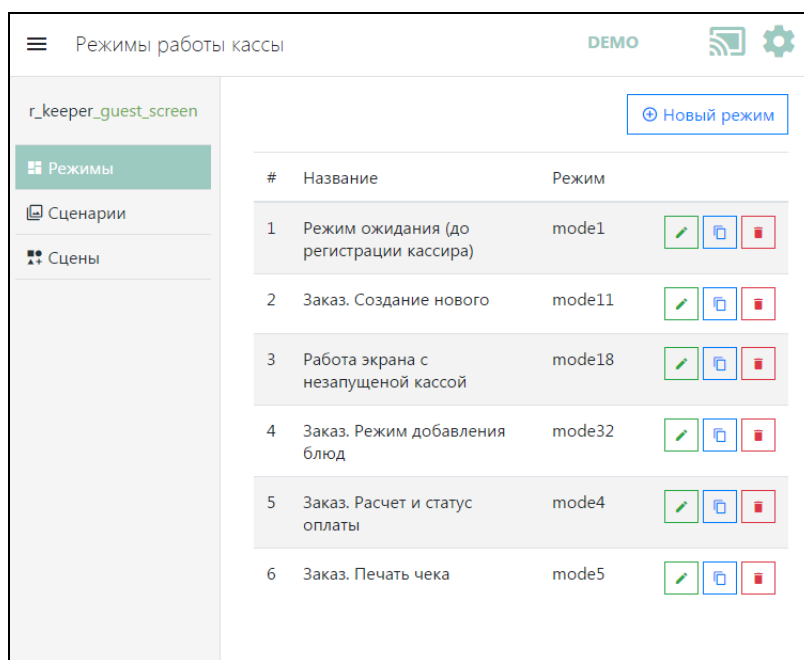 Режимы работы кассы
DEMO
r_keeper_guest_screen
Новый режим
Режимы
Сценарии
Сцены
# Название Режим
1 Режим ожидания (до mode1
регистрации кассира)
2 Заказ. Создание нового mode11
3 Работа экрана с mode18
незапущеной кассой
4 Заказ. Режим добавления mode32
блюд
5 Заказ. Расчет и статус mode4
оплаты
6 Заказ. Печать чека mode5